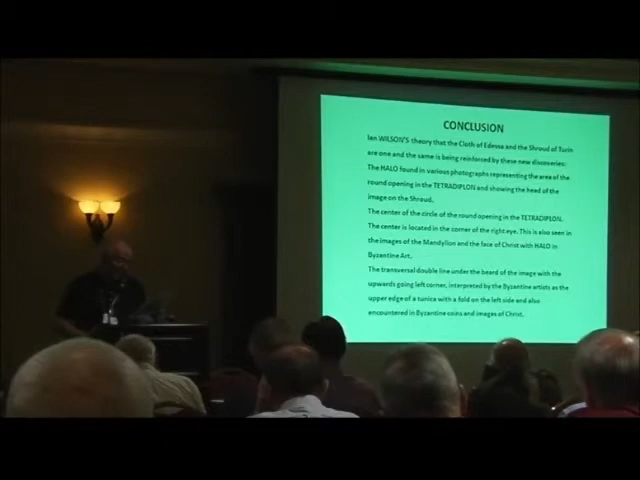 CONCLUSION
Ian WILSON'S theory that the Cloth of Edessa and the Shroud of Turin
are one and the same is being reinforced by these new discoveries:
The HALO found in various photographs representing the area of the
round opening in the TETRADIPLON and showing the head of the
image on the Shroud.
The center of the circle of the round opening in the TETRADIPLON.
The center is located in the corner of the right eye. This is also seen in
the images of the Mandylion and the face of Christ with HALO in
Byzantine Art.
The transversal double line under the beard of the image with the
upwards going left corner, interpreted by the Byzantine artists as the
upper edge of a tunica with a fold on the left side and also
encountered in Byzantine coins and images of Christ.